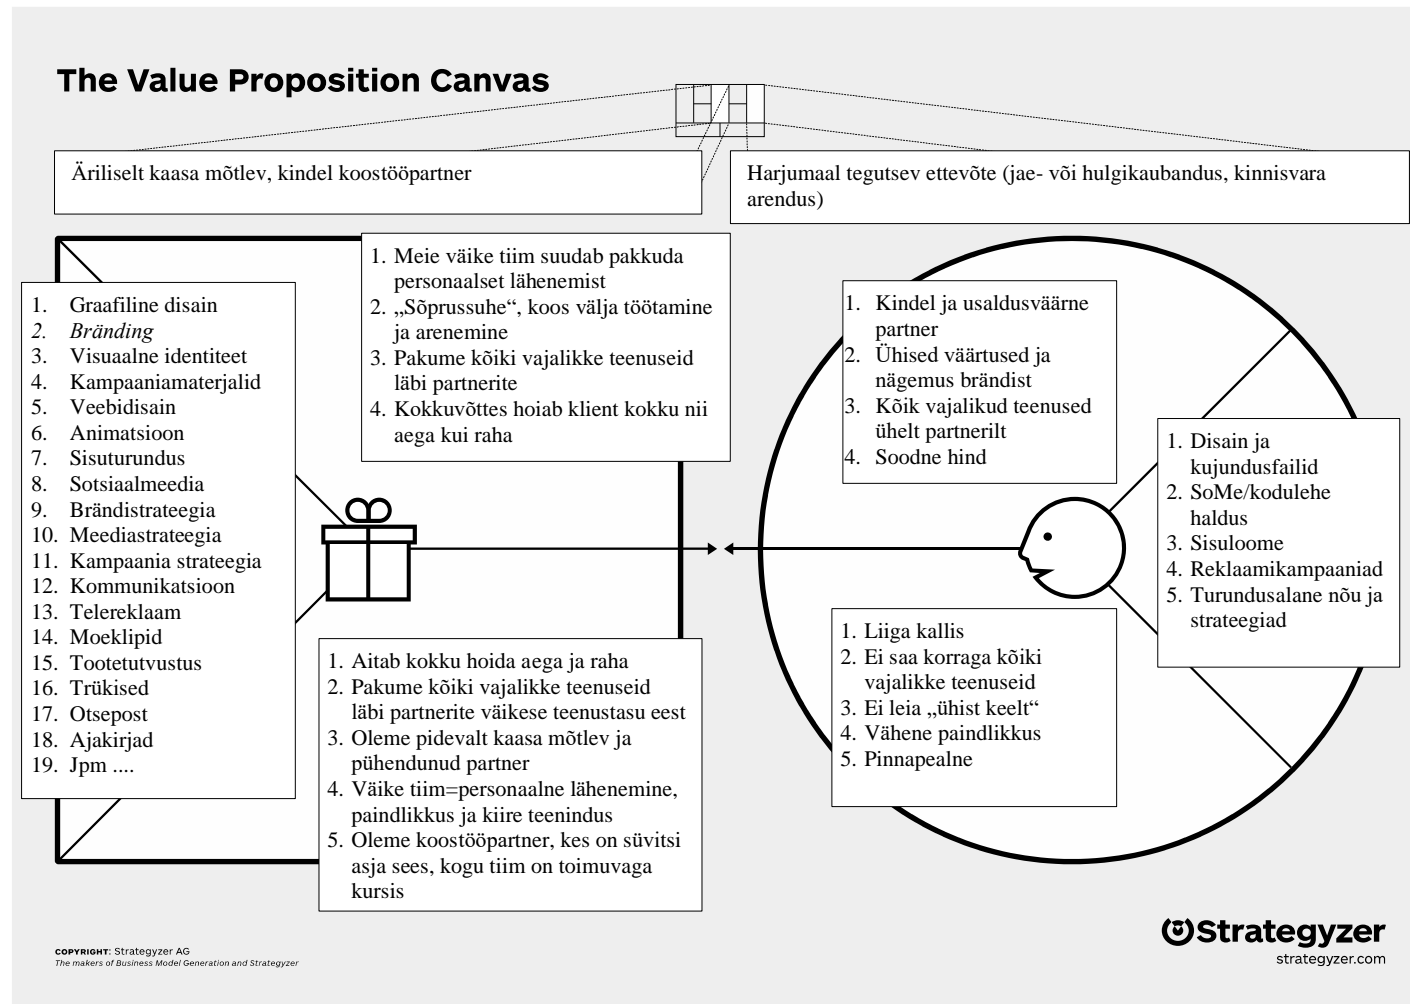 The Value Proposition Canvas
Äriliselt kaasa mõtlev, kindel koostööpartner
Harjumaal tegutsev ettevõte (jae- või hulgikaubandus, kinnisvara
arendus)
1. Graafiline disain
2. Bränding
3. Visuaalne identiteet
4. Kampaaniamaterjalid
5. Veebidisain
6. Animatsioon
7. Sisuturundus
8. Sotsiaalmeedia
9. Brändistrateegia
10. Meediastrateegia
11. Kampaania strateegia
12. Kommunikatsioon
13. Telereklaam
14. Moeklipid
15. Tootetutvustus
16. Trükised
17. Otsepost
18. Ajakirjad
19. Jpm ....
1. Meie väike tiim suudab pakkuda
personaalset lähenemist
2. „Sõprussuhe“, koos välja töötamine
ja arenemine
3. Pakume kõiki vajalikke teenuseid
läbi partnerite
4. Kokkuvõttes hoiab klient kokku nii
aega kui raha
1. Aitab kokku hoida aega ja raha
2. Pakume kõiki vajalikke teenuseid
läbi partnerite väikese teenustasu eest
3. Oleme pidevalt kaasa mõtlev ja
pühendunud partner
4. Väike tiim=personaalne lähenemine,
paindlikkus ja kiire teenindus
5. Oleme koostööpartner, kes on süvitsi
asja sees, kogu tiim on toimuvaga
kursis
1. Kindel ja usaldusväärne
partner
2. Ühised väärtused ja
nägemus brändist
3. Kõik vajalikud teenused
ühelt partnerilt
4. Soodne hind
1. Disain ja
kujundusfailid
2. SoMe/kodulehe
haldus
3. Sisuloome
4. Reklaamikampaaniad
5. Turundusalane nõu ja
strateegiad
1. Liiga kallis
2. Ei saa korraga kõiki
vajalikke teenuseid
3. Ei leia „ühist keelt“
4. Vähene paindlikkus
5. Pinnapealne
COPYRIGHT: Strategyzer AG
The makers of Business Model Generation and Strategyzer
Strategyzer
strategyzer.com